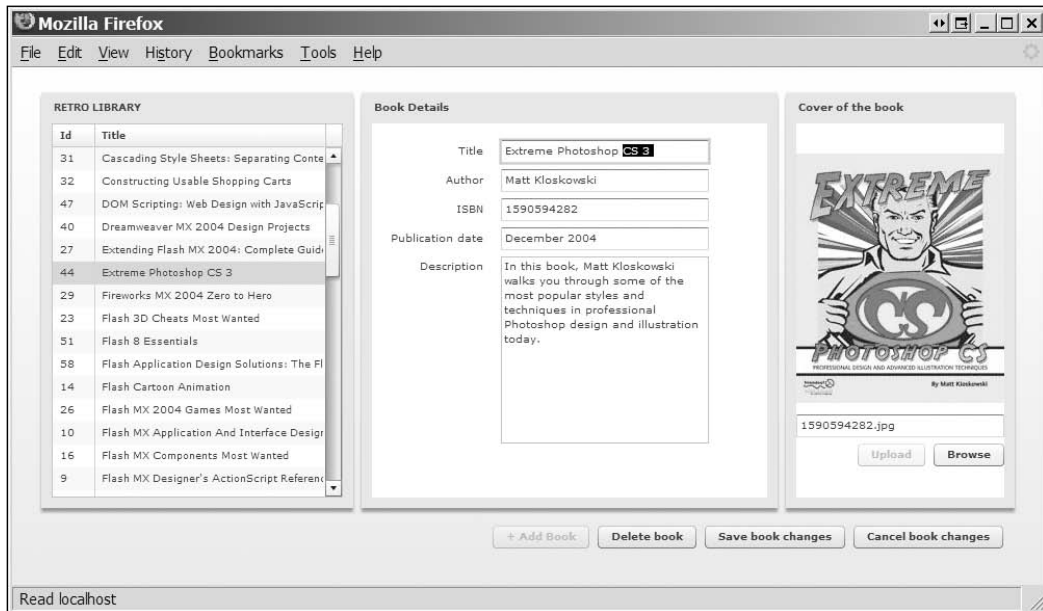 Mozilla Firefox
File Edit View History Bookmarks Tools Help
RETRO LIBRARY
Id Title
31 Cascading Style Sheets: Separating Conte
32 Constructing Usable Shopping Carts
47 DOM Scripting: Web Design with JavaScrip
40 Dreamweaver MX 2004 Design Projects
27 Extending Flash MX 2004: Complete Guide
44 Extreme Photoshop CS 3
29 Fireworks MX 2004 Zero to Hero
23 Flash 3D Cheats Most Wanted
51 Flash 8 Essentials
58 Flash Application Design Solutions: The Fl
14 Flash Cartoon Animation
26 Flash MX 2004 Games Most Wanted
10 Flash MX Application And Interface Design
16 Flash MX Components Most Wanted
9 Flash MX Designer's ActionScript Referenc
Book Details
Title Extreme Photoshop CS 3
Author Matt Kloskowski
ISBN 1590594282
Publication date December 2004
Description In this book, Matt Kloskowski
walks you through some of the
most popular styles and
techniques in professional
Photoshop design and illustration
today.
Cover of the book
EXTREME
CS
PHOTOSHOP CS
PROFESSIONAL DESIGN AND ADVANCED ILLUSTRATION TECHNIQUES
By Matt Kloskowski
1590594282.jpg
Upload Browse
+ Add Book Delete book Save book changes Cancel book changes
Read localhost